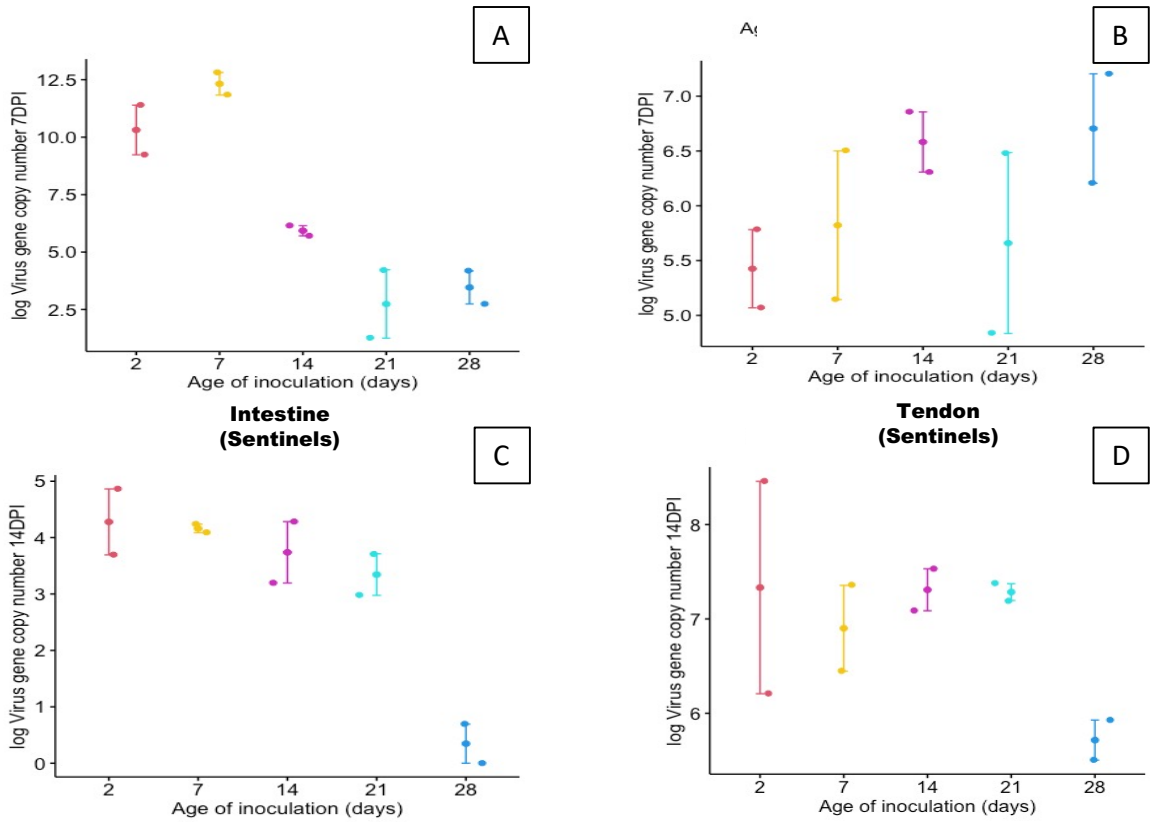 A
log Virus gene copy number 7DPI
12.5
10.0
7.5
5.0
2.5
2 7 14 21 28
Age of inoculation (days)
B
log Virus gene copy number 7DPI
7.0
6.5
6.0
5.5
5.0
2 7 14 21 28
Age of inoculation (days)
Intestine
(Sentinels)
C
log Virus gene copy number 14DPI
5
4
3
2
1
0
2 7 14 21 28
Age of inoculation (days)
Tendon
(Sentinels)
D
log Virus gene copy number 14DPI
8
7
6
2 7 14 21 28
Age of inoculation (days)